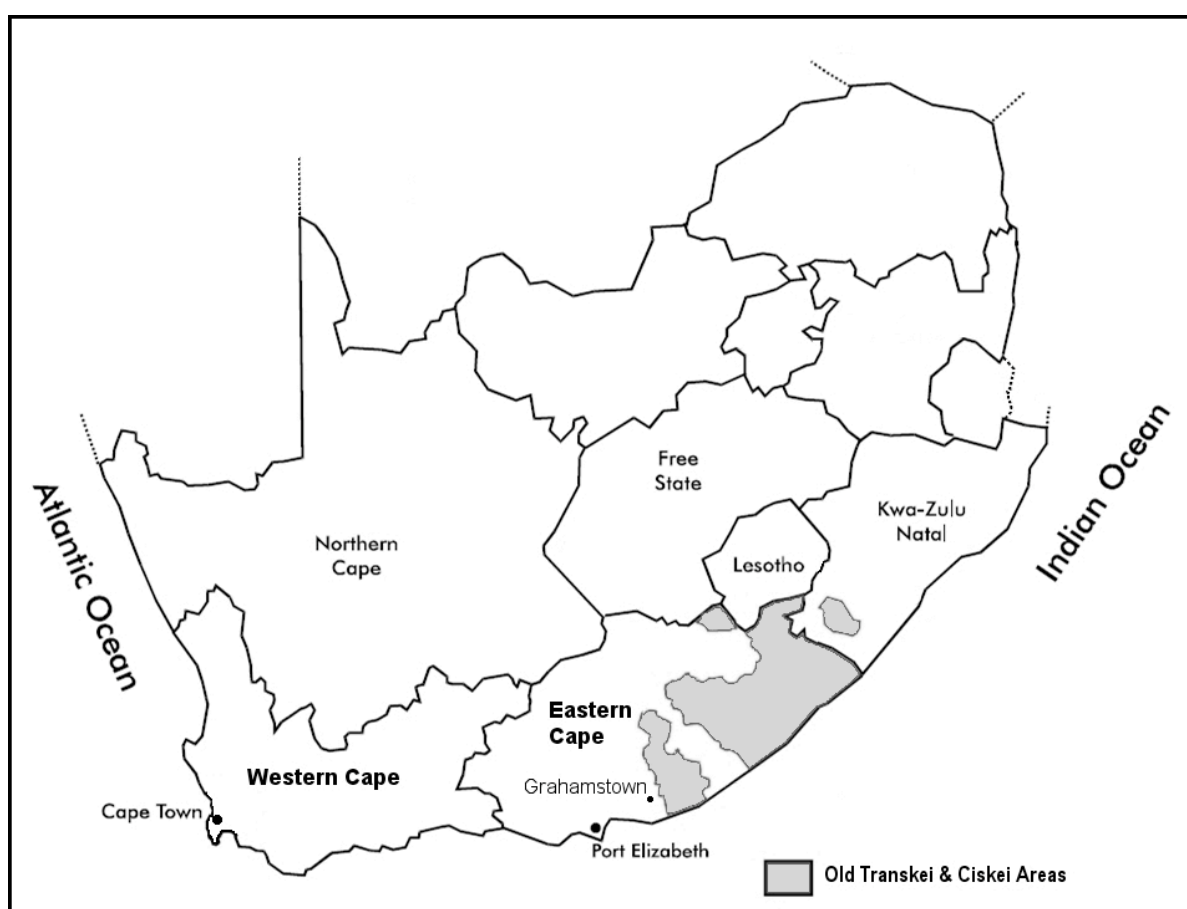 Free
State
Kwa-Zulu
Natal
Northern
Cape
Lesotho
Atlantic Ocean
Indian Ocean
Eastern
Cape
Western Cape
Grahamstown
Cape Town
Port Elizabeth
Old Transkei & Ciskei Areas